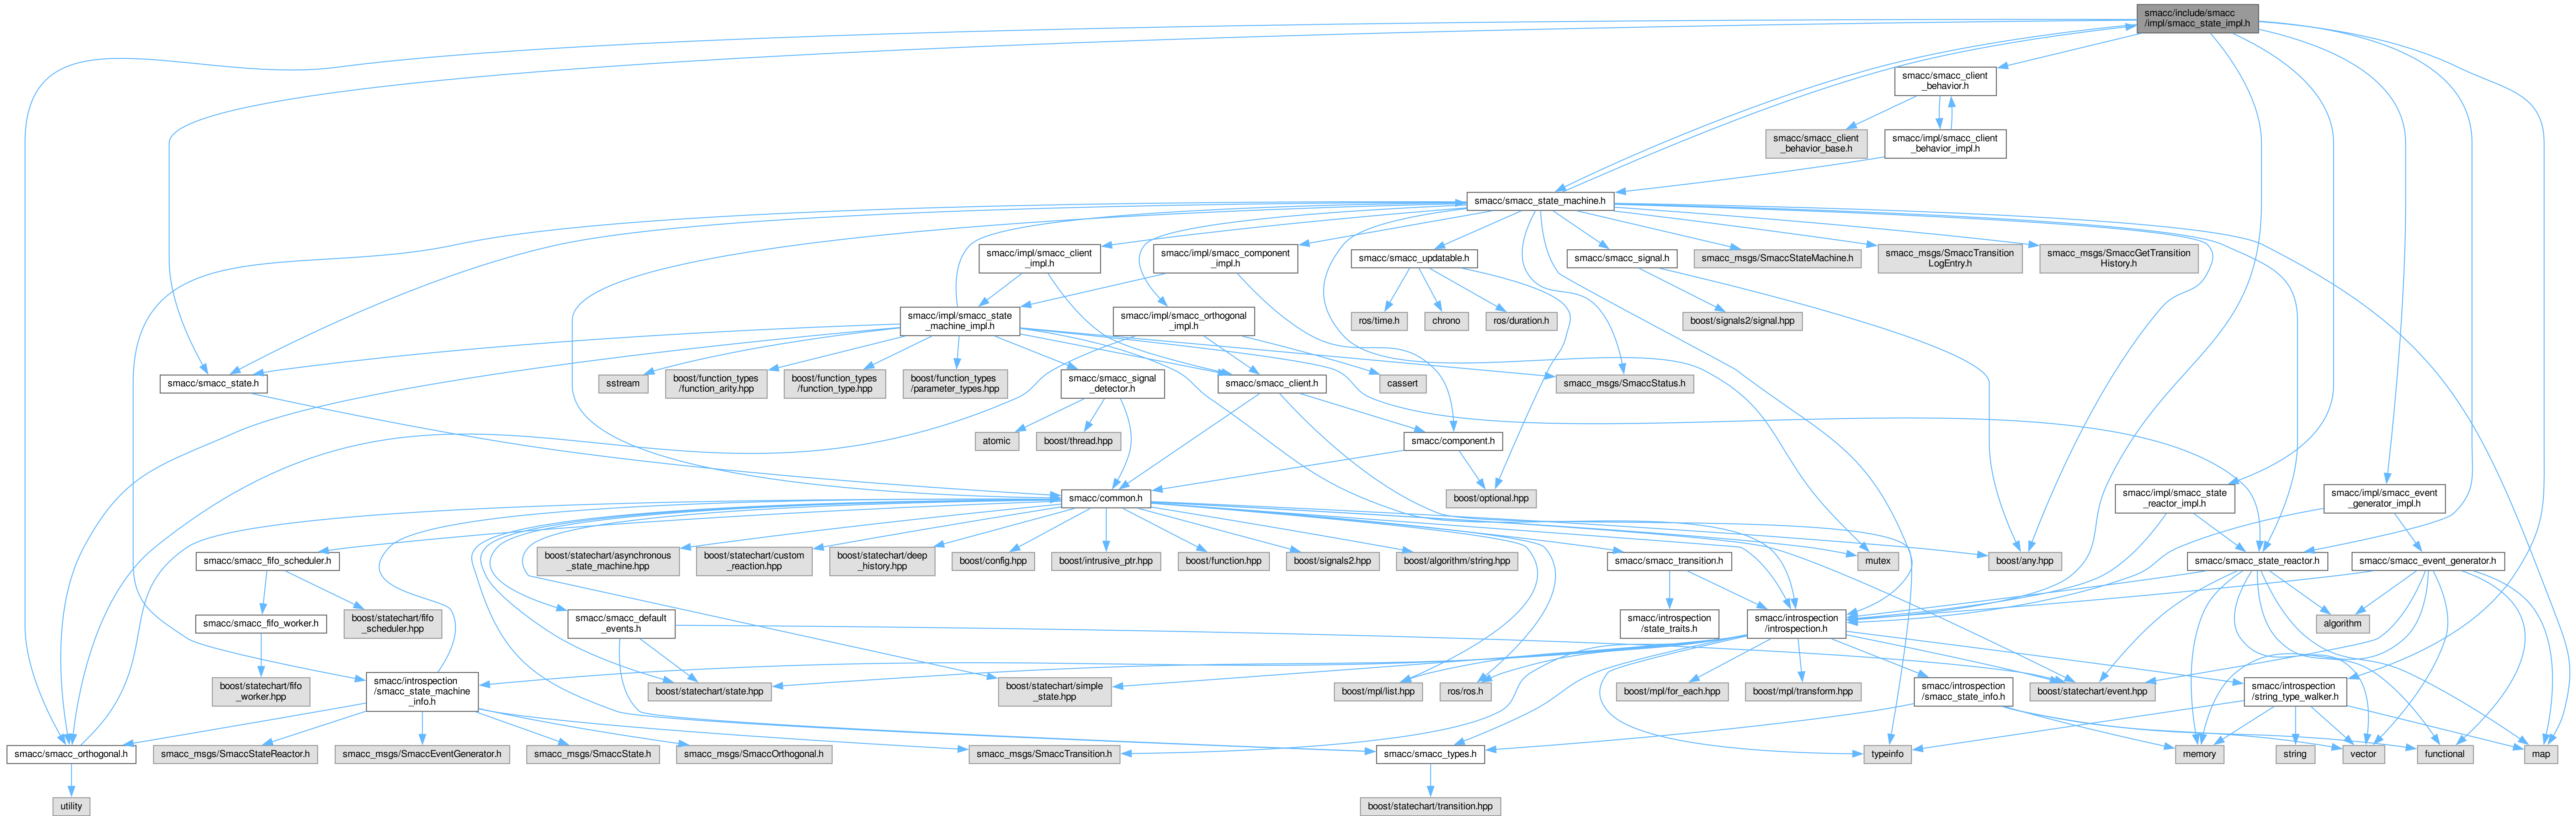 smacc/include/smacc
/impl/smacc_state_impl.h
smacc/smacc_client
_behavior.h
smacc/smacc_client
_behavior_base.h
smacc/impl/smacc_client
_behavior_impl.h
smacc/smacc_state_machine.h
smacc/impl/smacc_client
_impl.h
smacc/impl/smacc_component
_impl.h
smacc/smacc_updatable.h
smacc/smacc_signal.h
smacc_msgs/SmaccStateMachine.h
smacc_msgs/SmaccTransition
LogEntry.h
smacc_msgs/SmaccGetTransition
History.h
smacc/impl/smacc_state
_machine_impl.h
smacc/impl/smacc_orthogonal
_impl.h
ros/time.h
chrono
ros/duration.h
boost/signals2/signal.hpp
smacc/smacc_state.h
sstream
boost/function_types
/function_arity.hpp
boost/function_types
/function_type.hpp
boost/function_types
/parameter_types.hpp
smacc/smacc_signal
_detector.h
smacc/smacc_client.h
cassert
smacc_msgs/SmaccStatus.h
atomic
boost/thread.hpp
smacc/component.h
smacc/common.h
boost/optional.hpp
smacc/impl/smacc_state
_reactor_impl.h
smacc/impl/smacc_event
_generator_impl.h
smacc/smacc_fifo_scheduler.h
boost/statechart/asynchronous
_state_machine.hpp
boost/statechart/custom
_reaction.hpp
boost/statechart/deep
_history.hpp
boost/config.hpp
boost/intrusive_ptr.hpp
boost/function.hpp
boost/signals2.hpp
boost/algorithm/string.hpp
smacc/smacc_transition.h
mutex
boost/any.hpp
smacc/smacc_state_reactor.h
smacc/smacc_event_generator.h
smacc/smacc_fifo_worker.h
boost/statechart/fifo
_scheduler.hpp
smacc/smacc_default
_events.h
smacc/introspection
/state_traits.h
smacc/introspection
/introspection.h
algorithm
boost/statechart/fifo
_worker.hpp
smacc/introspection
/smacc_state_machine
_info.h
boost/statechart/state.hpp
boost/statechart/simple
_state.hpp
boost/mpl/list.hpp
ros/ros.h
boost/mpl/for_each.hpp
boost/mpl/transform.hpp
smacc/introspection
/smacc_state_info.h
boost/statechart/event.hpp
smacc/introspection
/string_type_walker.h
smacc/smacc_orthogonal.h
smacc_msgs/SmaccStateReactor.h
smacc_msgs/SmaccEventGenerator.h
smacc_msgs/SmaccState.h
smacc_msgs/SmaccOrthogonal.h
smacc_msgs/SmaccTransition.h
smacc/smacc_types.h
typeinfo
memory
string
vector
functional
map
utility
boost/statechart/transition.hpp